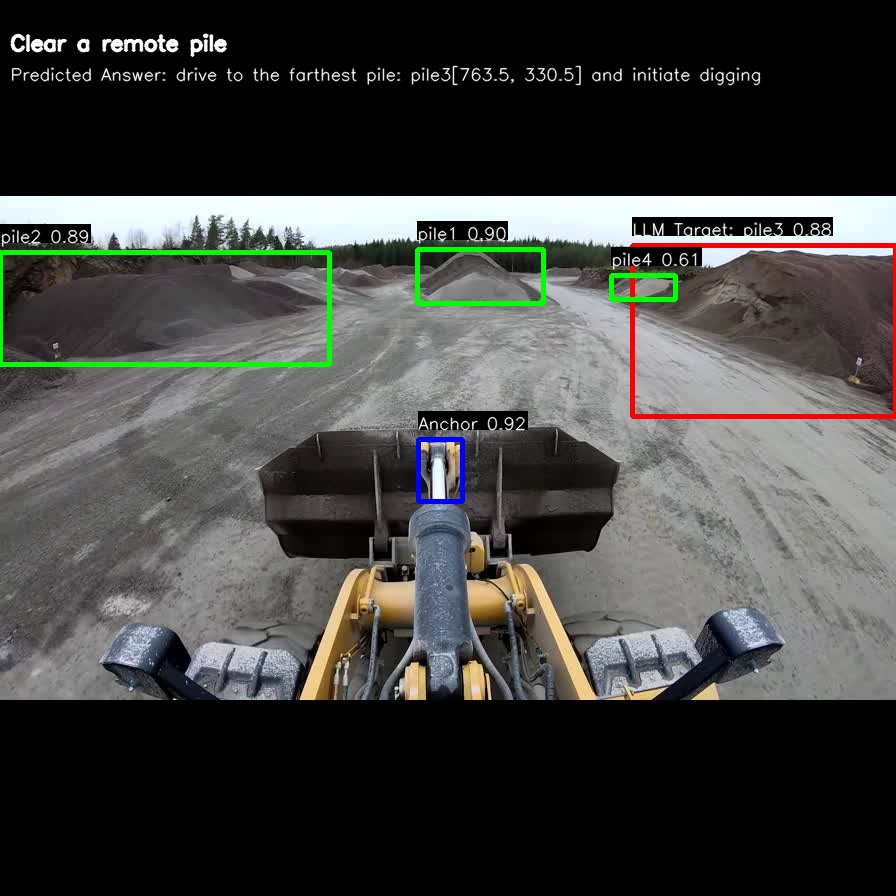 Clear a remote pile
Predicted Answer: drive to the farthest pile: pile3[763.5, 330.5] and initiate digging
pile2 0.89
pile1 0.90
LLM Target: pile3 0.88
pile4 0.61
Anchor 0.92